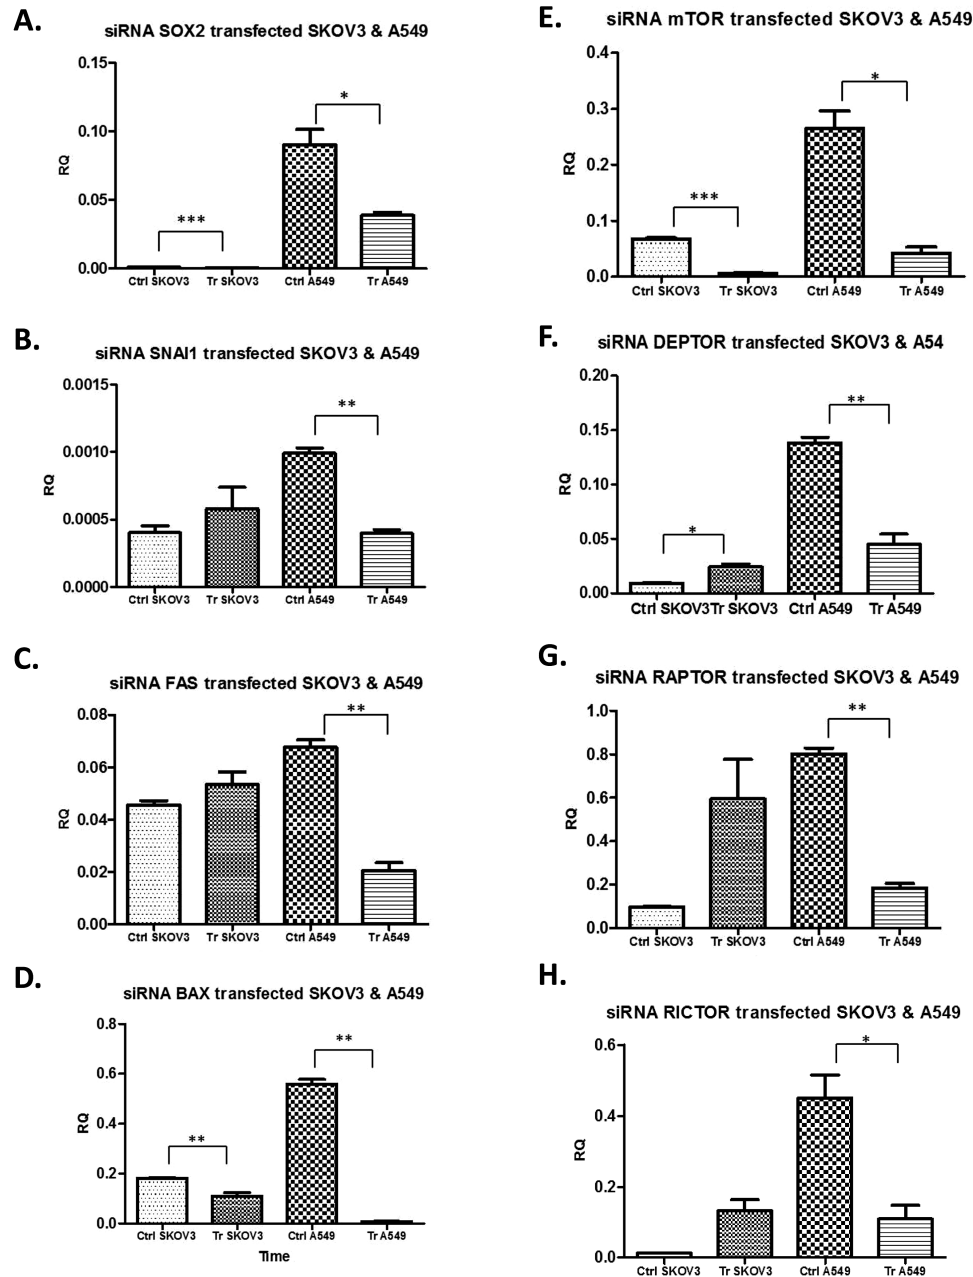 A.
siRNA SOX2 transfected SKOV3 & A549
0.15
0.10
0.05
0.00
RQ
***
*
Ctrl SKOV3 Tr SKOV3 Ctrl A549 Tr A549
B.
siRNA SNAI1 transfected SKOV3 & A549
0.0015
0.0010
0.0005
0.0000
RQ
**
Ctrl SKOV3 Tr SKOV3 Ctrl A549 Tr A549
C.
siRNA FAS transfected SKOV3 & A549
0.08
0.06
0.04
0.02
0.00
RQ
**
Ctrl SKOV3 Tr SKOV3 Ctrl A549 Tr A549
D.
siRNA BAX transfected SKOV3 & A549
0.8
0.6
0.4
0.2
0.0
RQ
**
**
Ctrl SKOV3 Tr SKOV3 Ctrl A549 Tr A549
Time
E.
siRNA mTOR transfected SKOV3 & A549
0.4
0.3
0.2
0.1
0.0
RQ
***
*
Ctrl SKOV3 Tr SKOV3 Ctrl A549 Tr A549
F.
siRNA DEPTOR transfected SKOV3 & A54
0.20
0.15
0.10
0.05
0.00
RQ
*
**
Ctrl SKOV3 Tr SKOV3 Ctrl A549 Tr A549
G.
siRNA RAPTOR transfected SKOV3 & A549
1.0
0.8
0.6
0.4
0.2
0.0
RQ
**
Ctrl SKOV3 Tr SKOV3 Ctrl A549 Tr A549
H.
siRNA RICTOR transfected SKOV3 & A549
0.6
0.4
0.2
0.0
RQ
*
Ctrl SKOV3 Tr SKOV3 Ctrl A549 Tr A549